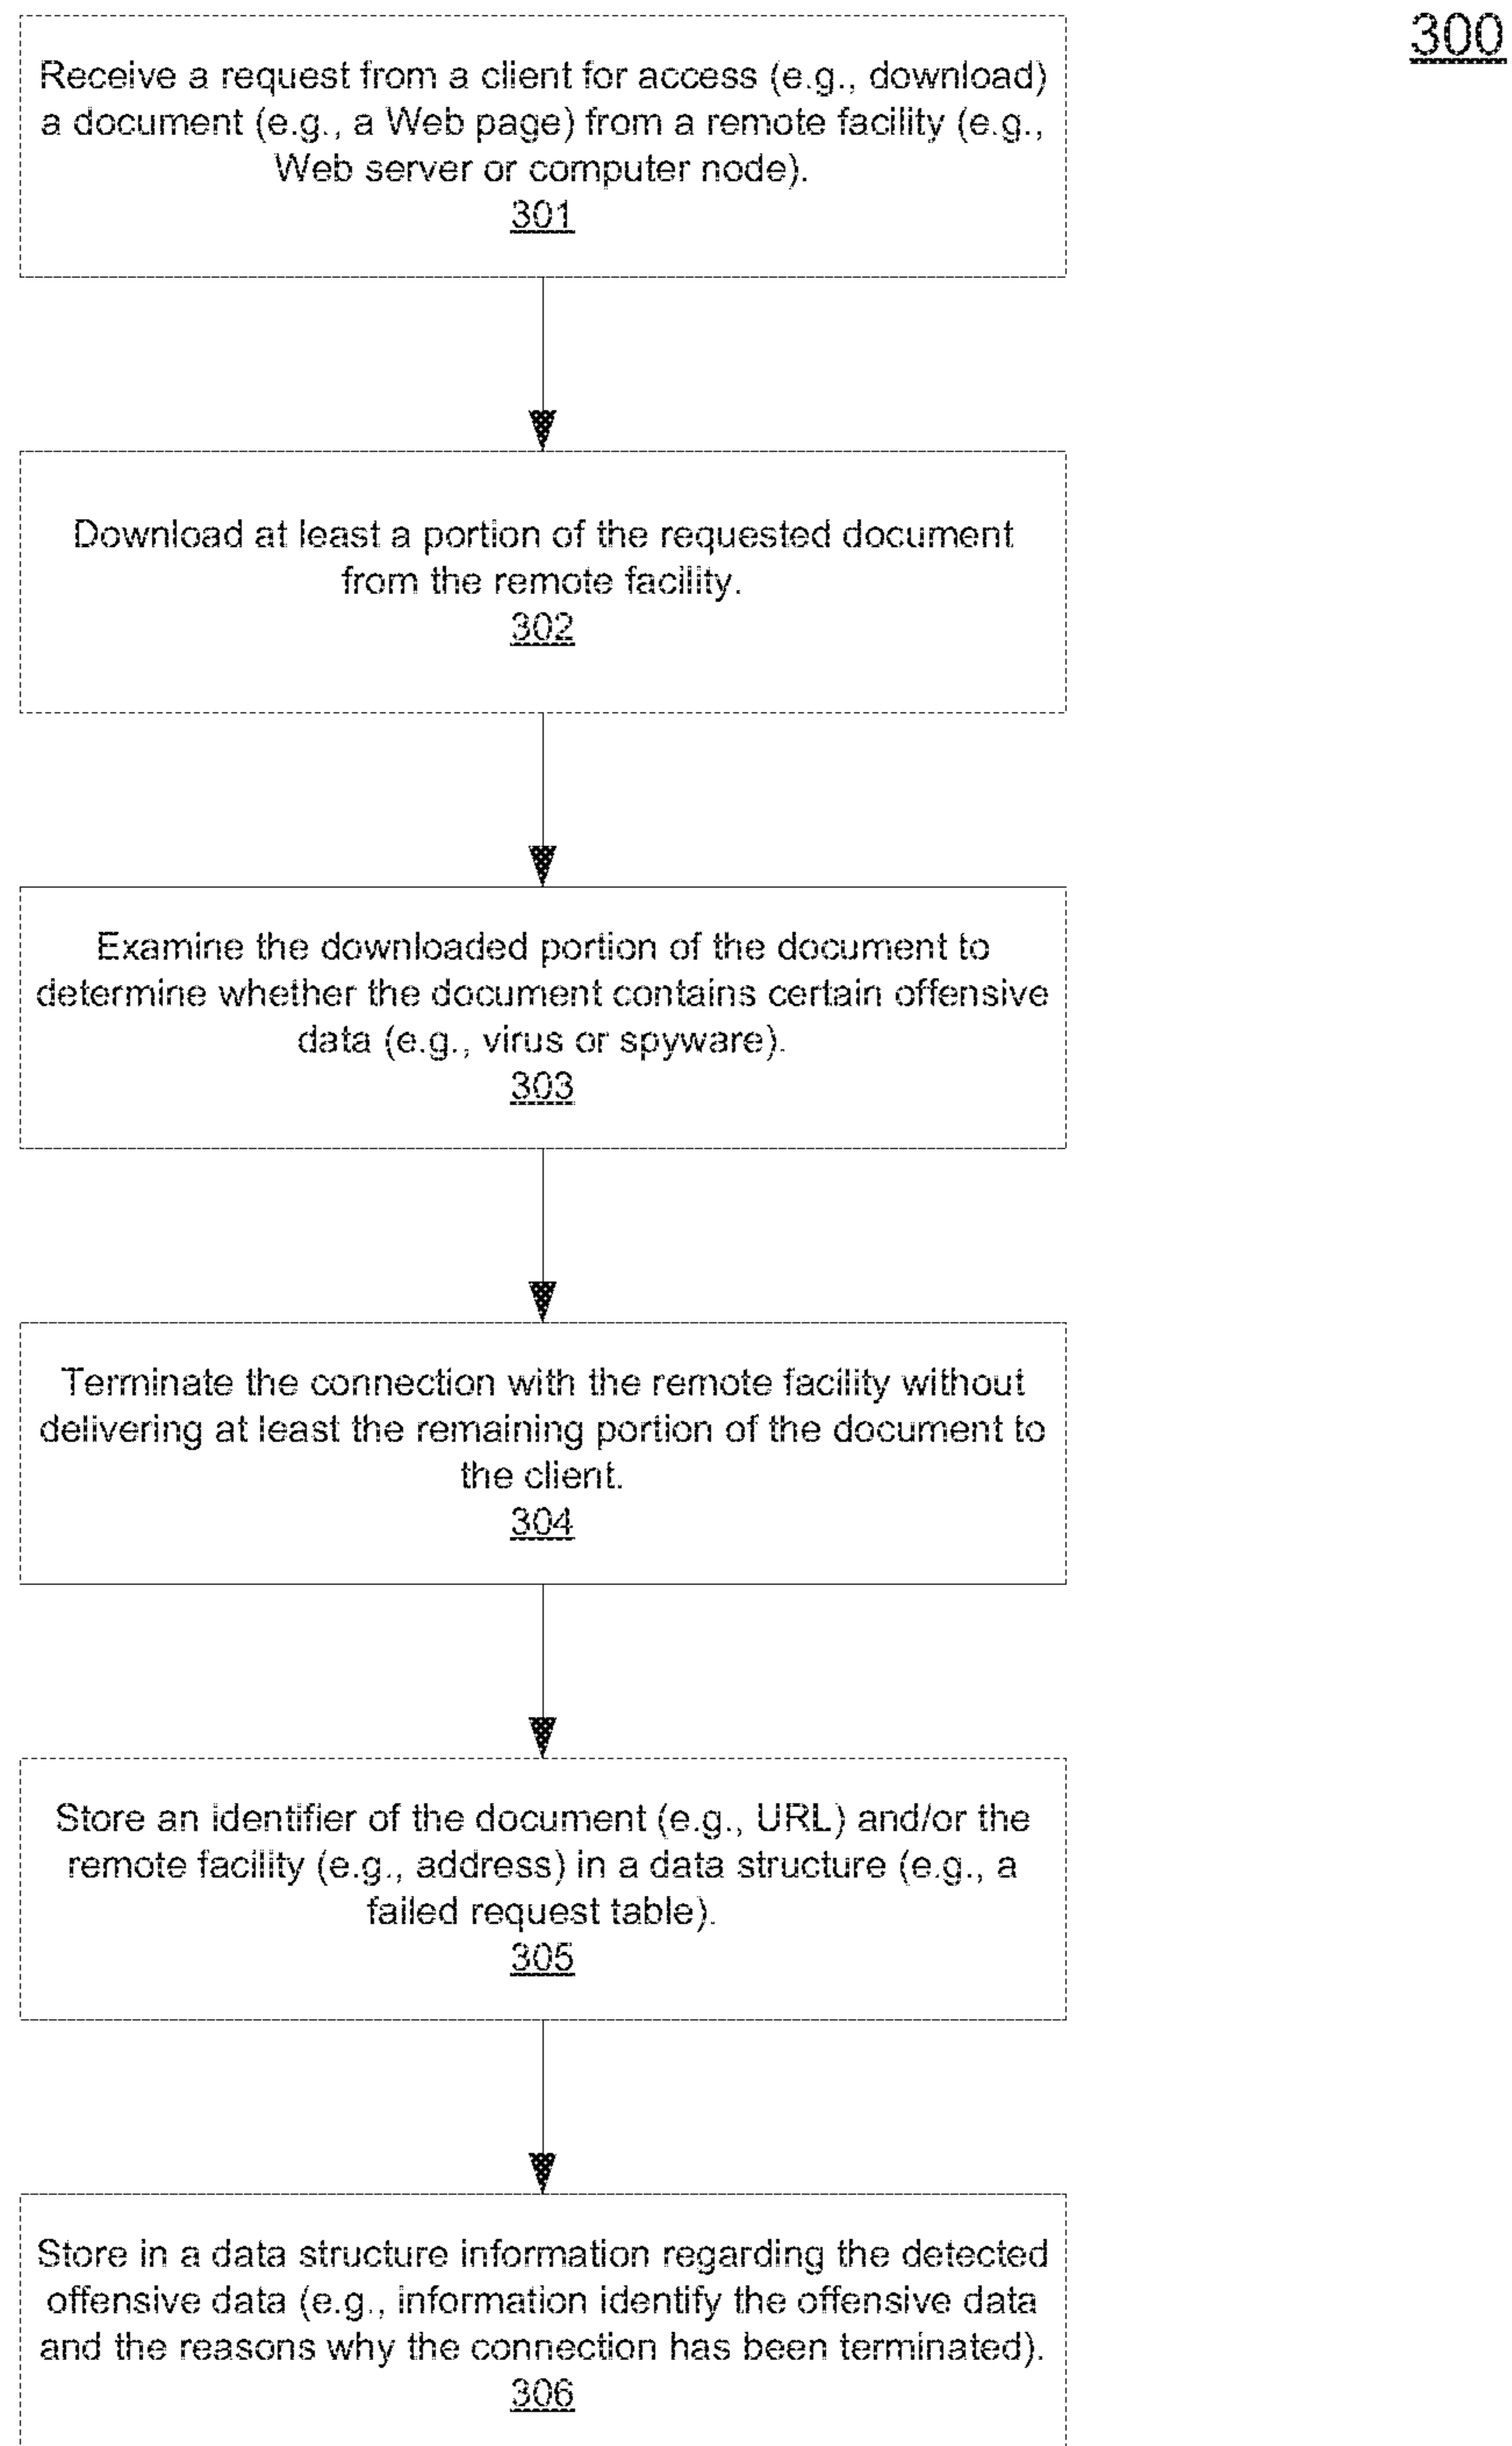 300
Receive a request from a client for access (e.g., download)
a document (e.g., a Web page) from a remote facility (e.g.,
Web server or computer node).
301
Download at least a portion of the requested document
from the remote facility.
302
Examine the downloaded portion of the document to
determine whether the document contains certain offensive
data (e.g., virus or spyware).
303
Terminate the connection with the remote facility without
delivering at least the remaining portion of the document to
the client.
304
Store an identifier of the document (e.g., URL) and/or the
remote facility (e.g., address) in a data structure (e.g., a
failed request table).
305
Store in a data structure information regarding the detected
offensive data (e.g., information identify the offensive data
and the reasons why the connection has been terminated).
306